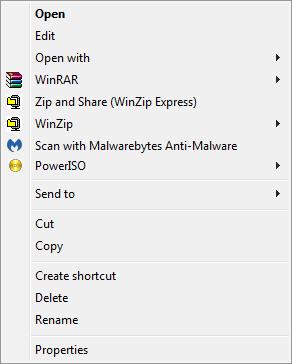 Open
Edit
Open with
WinRAR
Zip and Share (WinZip Express)
WinZip
Scan with Malwarebytes Anti-Malware
PowerISO
Send to
Cut
Copy
Create shortcut
Delete
Rename
Properties